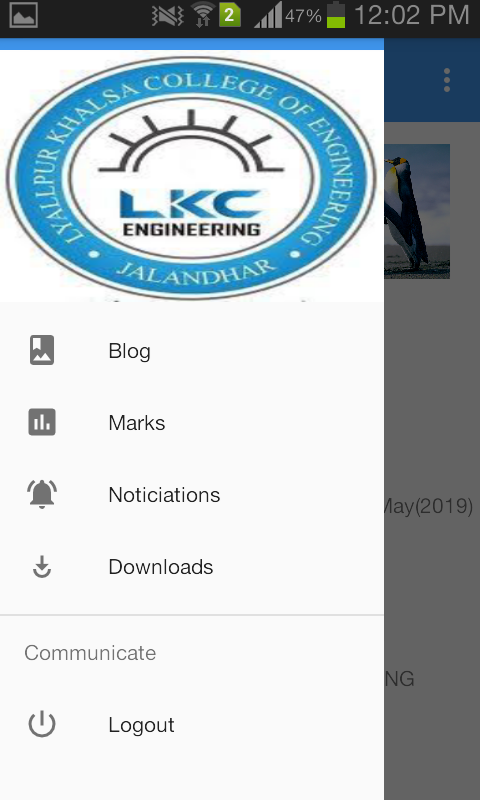 2
47%
12:02 PM
LYALLPUR KHALSA COLLEGE OF ENGINEERING
LKC
ENGINEERING
• JALANDHAR •
Blog
Marks
Noticiations
May(2019)
Downloads
Communicate
NG
Logout